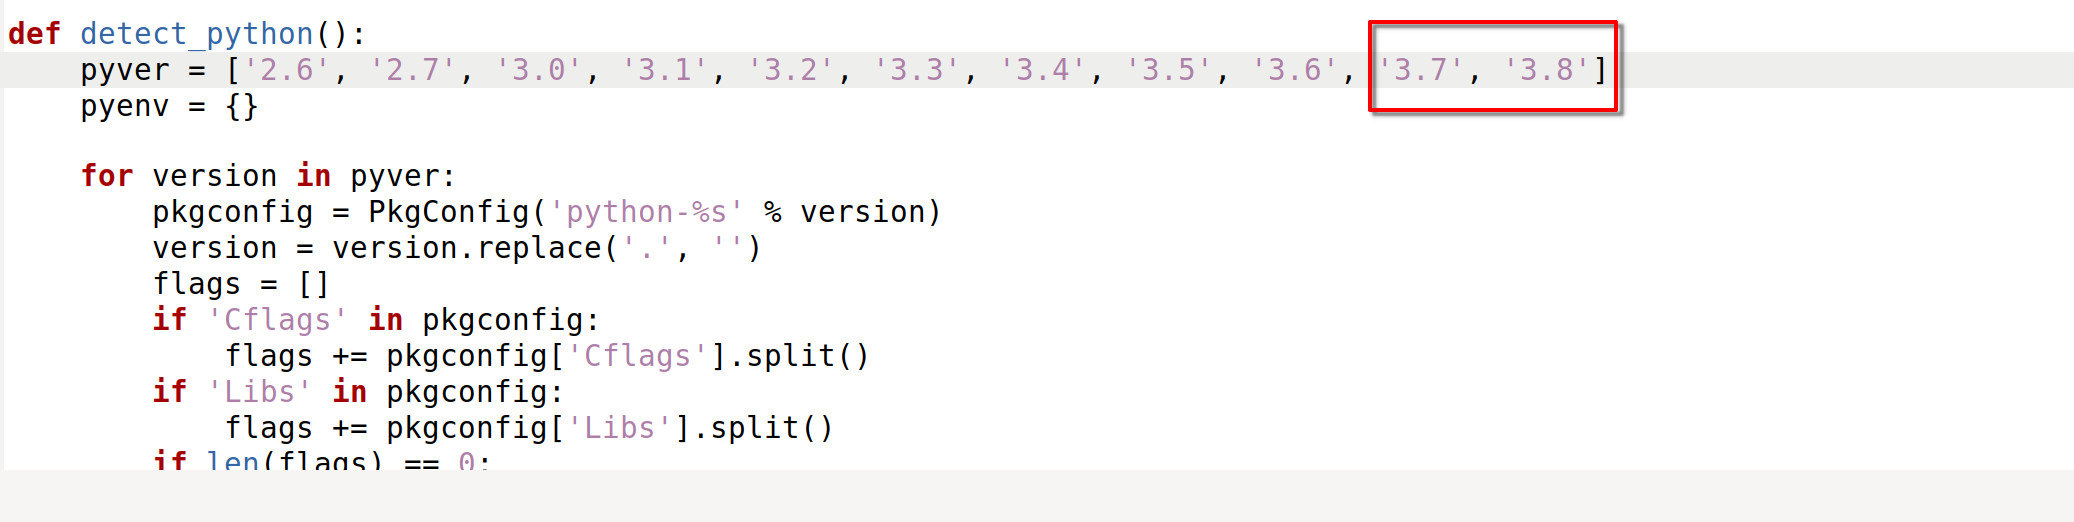 def detect_python():
    pyver = ['2.6', '2.7', '3.0', '3.1', '3.2', '3.3', '3.4', '3.5', '3.6', '3.7', '3.8']
    pyenv = {}

    for version in pyver:
        pkgconfig = PkgConfig('python-%s' % version)
        version = version.replace('.', '')
        flags = []
        if 'Cflags' in pkgconfig:
            flags += pkgconfig['Cflags'].split()
        if 'Libs' in pkgconfig:
            flags += pkgconfig['Libs'].split()
        if len(flags) == 0: